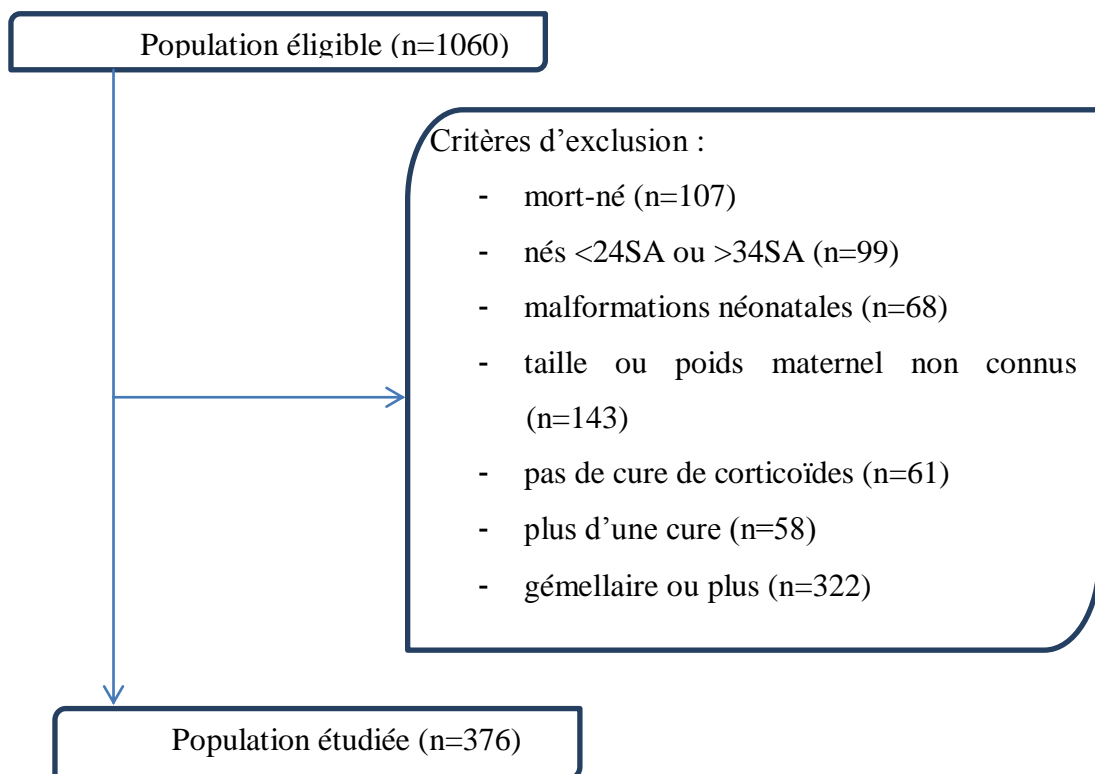 Population éligible (n=1060)
Critères d’exclusion :
- mort-né (n=107)
- nés <24SA ou >34SA (n=99)
- malformations néonatales (n=68)
- taille ou poids maternel non connus
(n=143)
- pas de cure de corticoïdes (n=61)
- plus d’une cure (n=58)
- gémellaire ou plus (n=322)
Population étudiée (n=376)